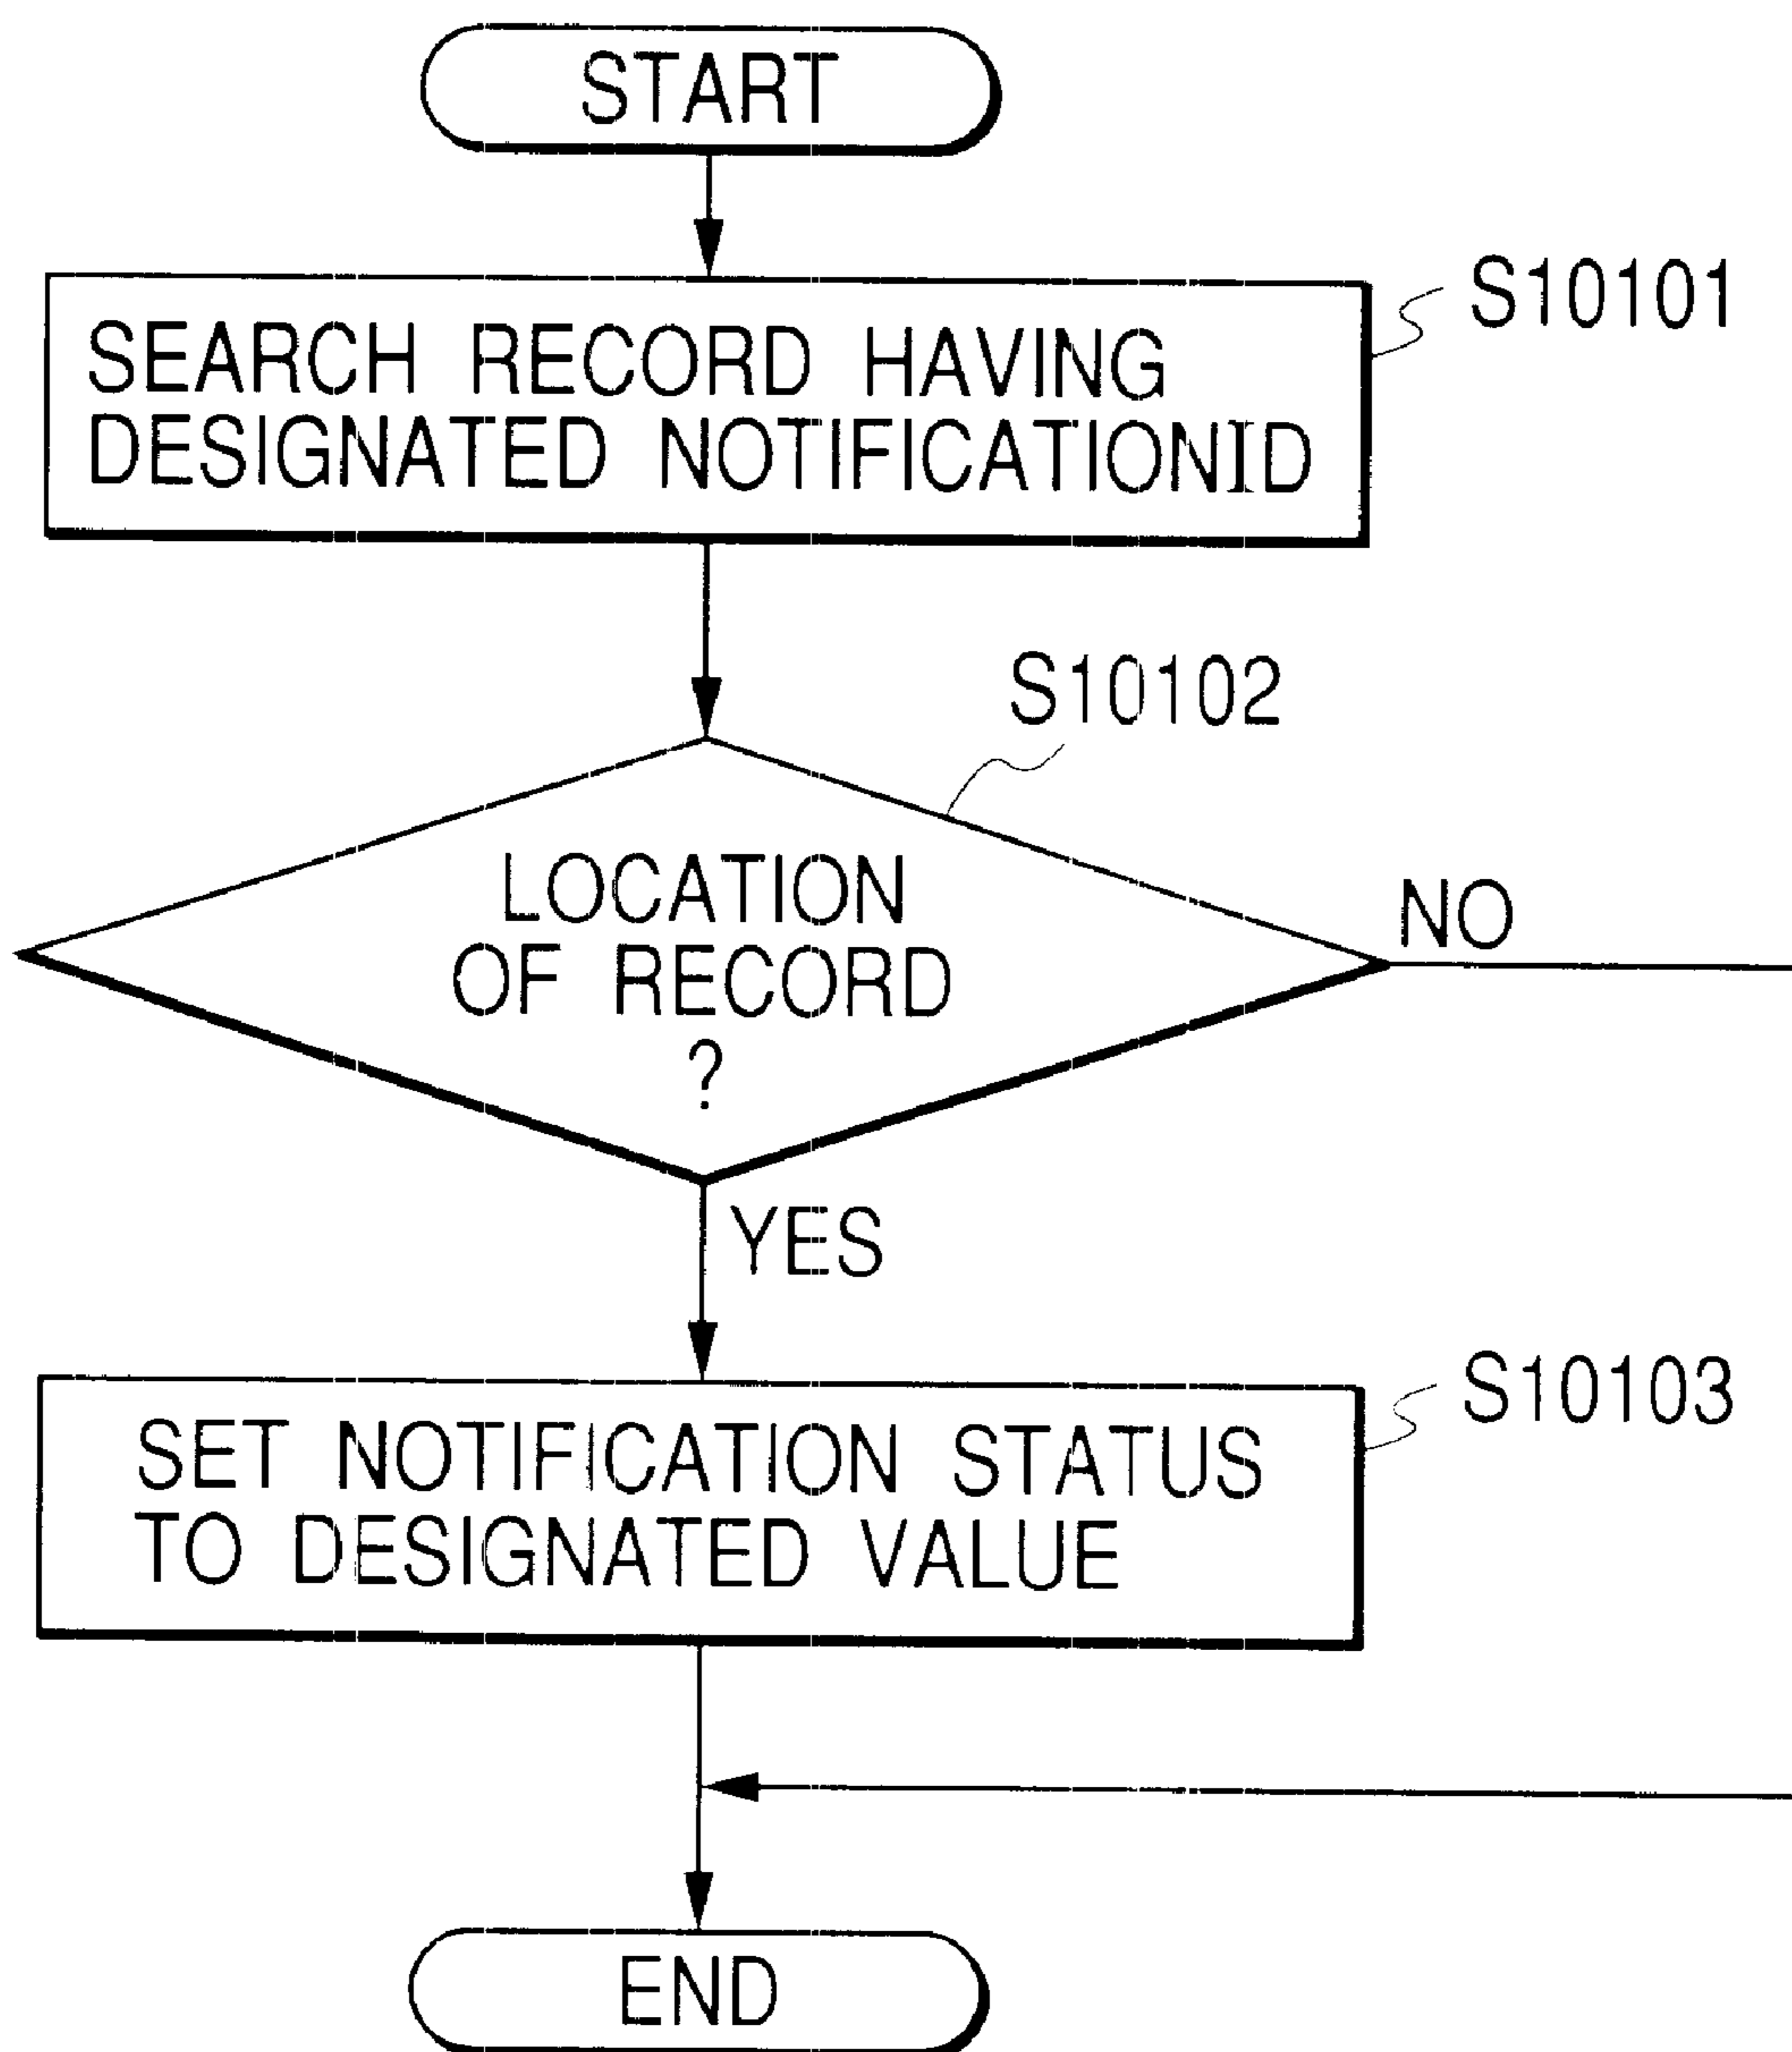 START
S10101
SEARCH RECORD HAVING
DESIGNATED NOTIFICATIONID
S10102
LOCATION
OF RECORD
?
NO
YES
S10103
SET NOTIFICATION STATUS
TO DESIGNATED VALUE
END